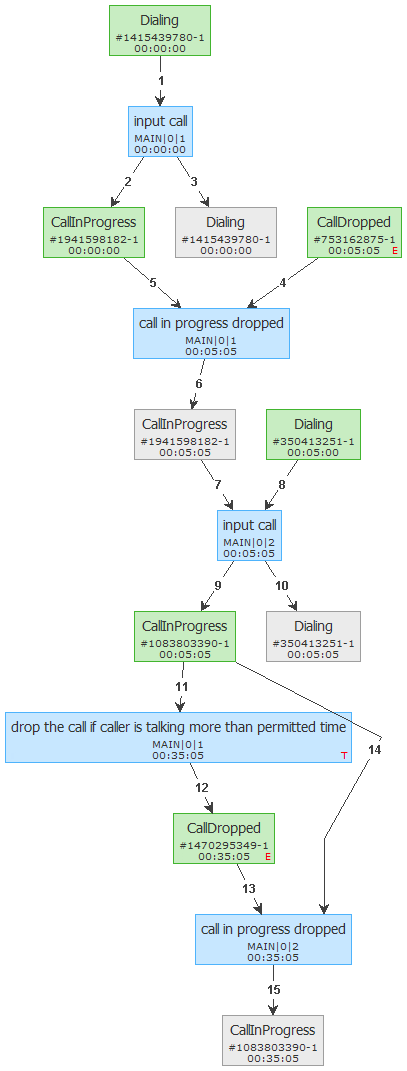 Dialing
#1415439780-1
00:00:00
1
input call
MAIN|0|1
00:00:00
2
3
CallInProgress
#1941598182-1
00:00:00
Dialing
#1415439780-1
00:00:00
CallDropped
#753162875-1
00:05:05 E
5
4
call in progress dropped
MAIN|0|1
00:05:05
6
CallInProgress
#1941598182-1
00:05:05
Dialing
#350413251-1
00:05:00
7
8
input call
MAIN|0|2
00:05:05
9
10
CallInProgress
#1083803390-1
00:05:05
Dialing
#350413251-1
00:05:05
11
drop the call if caller is talking more than permitted time
MAIN|0|1
00:35:05 T
14
12
CallDropped
#1470295349-1
00:35:05 E
13
call in progress dropped
MAIN|0|2
00:35:05
15
CallInProgress
#1083803390-1
00:35:05